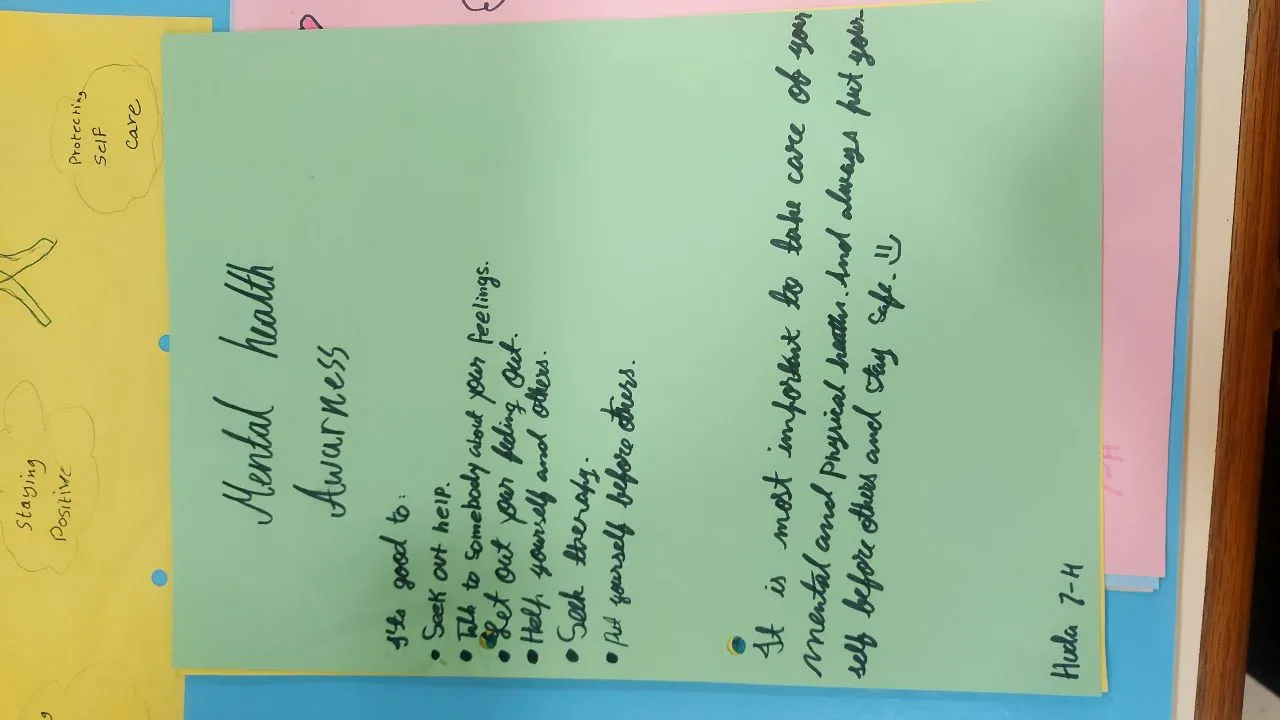 Protecting
self
care
Staying
Positive
Mental health
Awarness
It's good to:
• Seek out help.
• Talk to somebody about your feelings.
• Let out your feeling out.
• Help yourself and others.
• Seek therapy.
• Put yourself before others.
It is most important to take care of your
mental and physical health. And always put your-
self before others and stay safe.
Huda 7-H